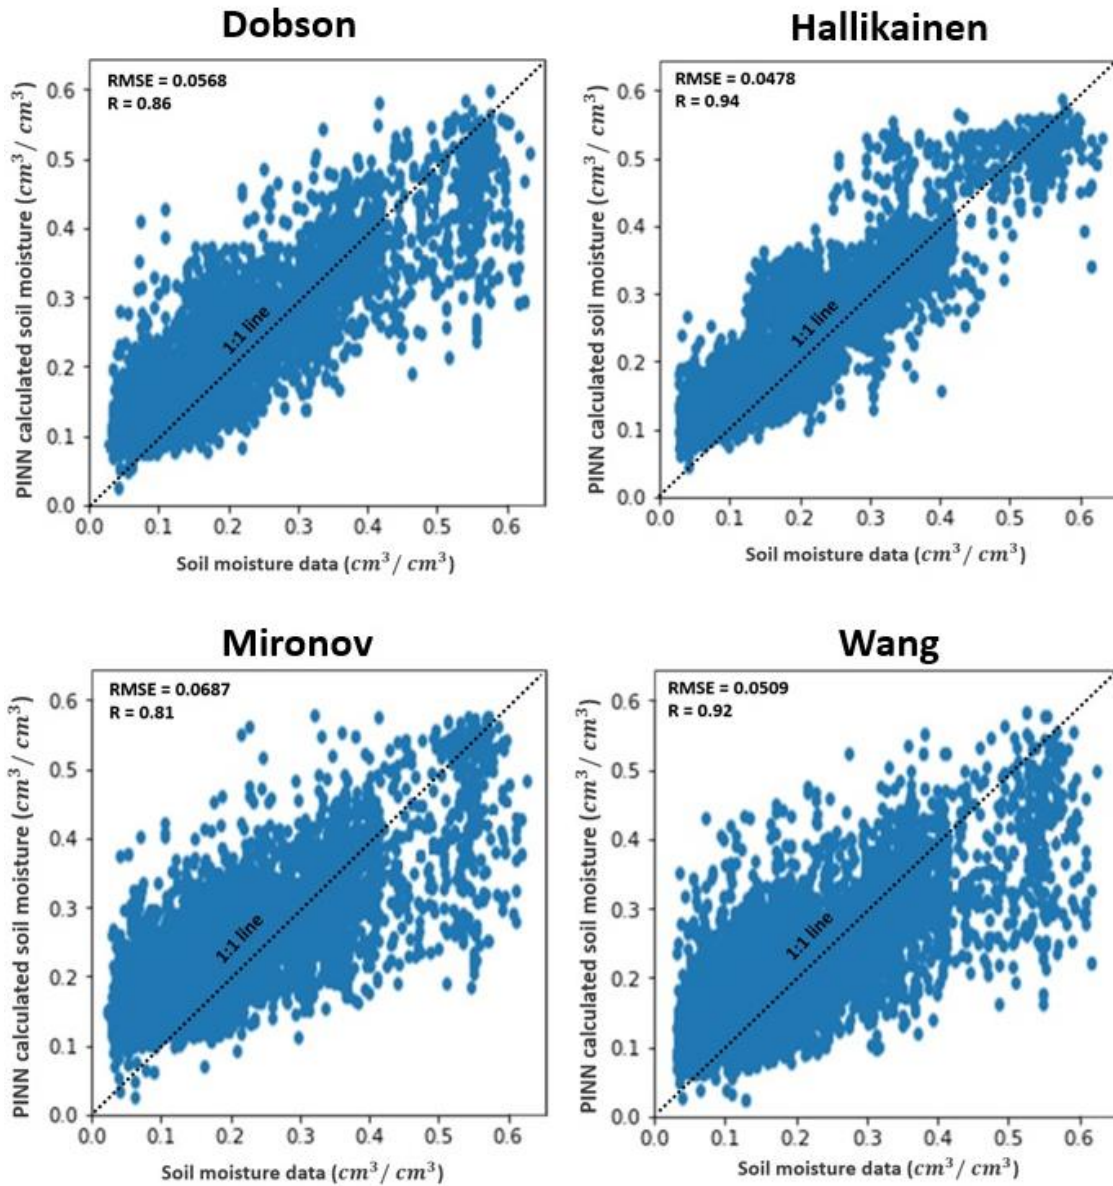 Dobson
RMSE = 0.0568
R = 0.86
PINN calculated soil moisture (cm³/ cm³)
0.6
0.5
0.4
0.3
0.2
0.1
0.0
1:1 line
0.0 0.1 0.2 0.3 0.4 0.5 0.6
Soil moisture data (cm³/ cm³)
Hallikainen
RMSE = 0.0478
R = 0.94
PINN calculated soil moisture (cm³/ cm³)
0.6
0.5
0.4
0.3
0.2
0.1
0.0
1:1 line
0.0 0.1 0.2 0.3 0.4 0.5 0.6
Soil moisture data (cm³/ cm³)
Mironov
RMSE = 0.0687
R = 0.81
PINN calculated soil moisture (cm³/ cm³)
0.6
0.5
0.4
0.3
0.2
0.1
0.0
1:1 line
0.0 0.1 0.2 0.3 0.4 0.5 0.6
Soil moisture data (cm³/ cm³)
Wang
RMSE = 0.0509
R = 0.92
PINN calculated soil moisture (cm³/ cm³)
0.6
0.5
0.4
0.3
0.2
0.1
0.0
1:1 line
0.0 0.1 0.2 0.3 0.4 0.5 0.6
Soil moisture data (cm³/ cm³)